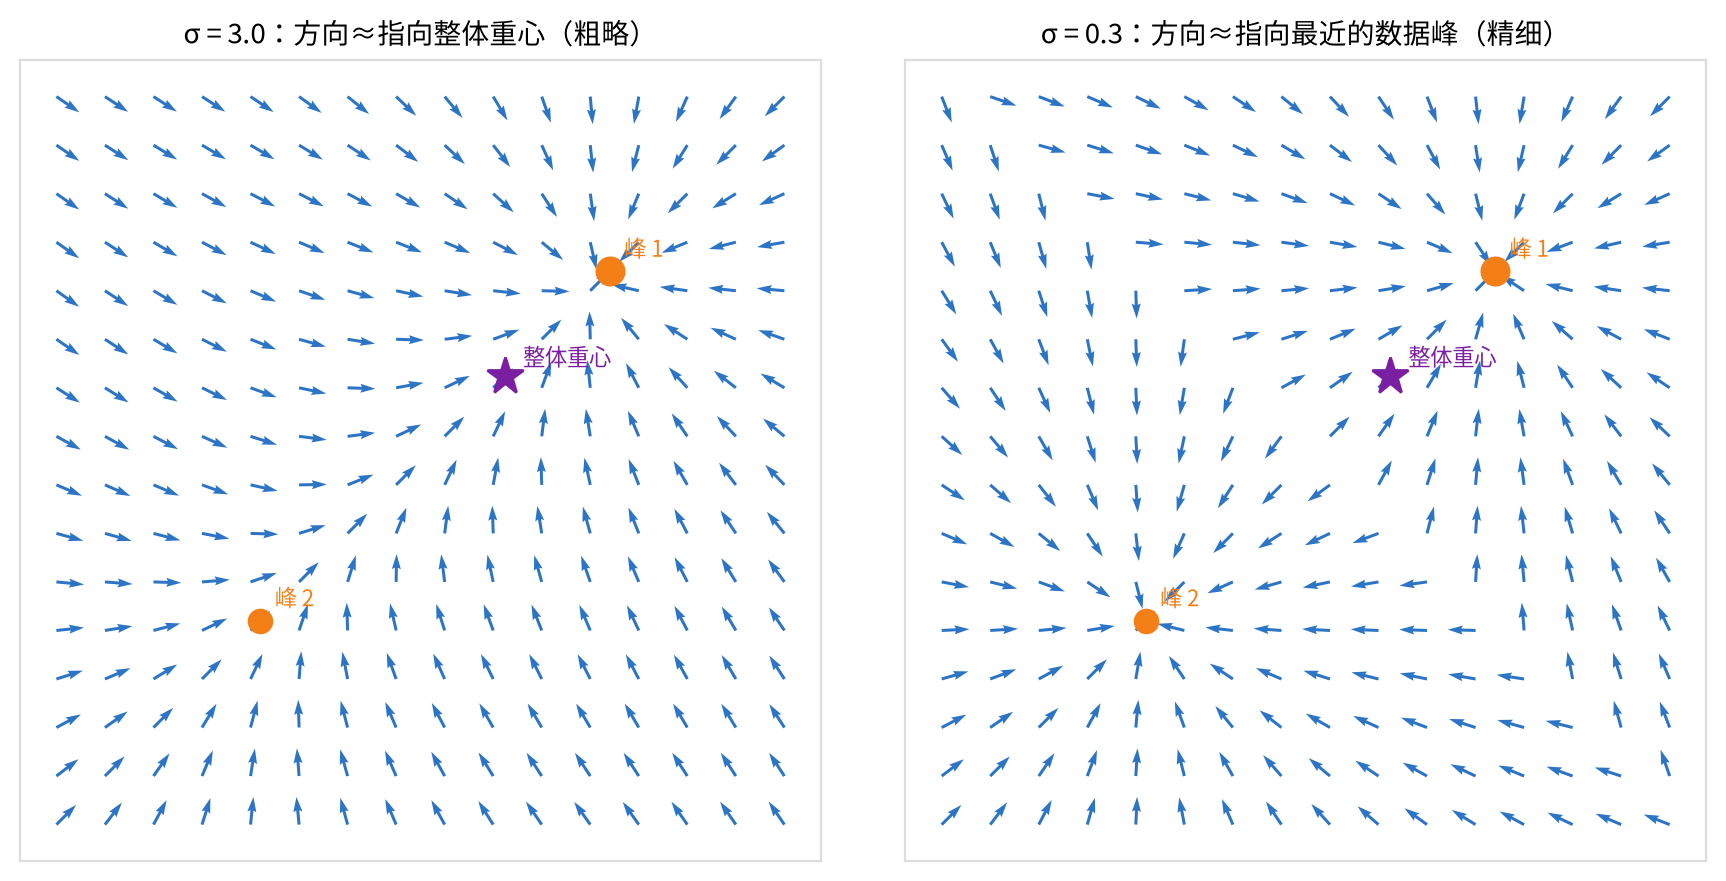 σ = 3.0：方向≈指向整体重心（粗略）
峰 1
整体重心
峰 2
σ = 0.3：方向≈指向最近的数据峰（精细）
峰 1
整体重心
峰 2